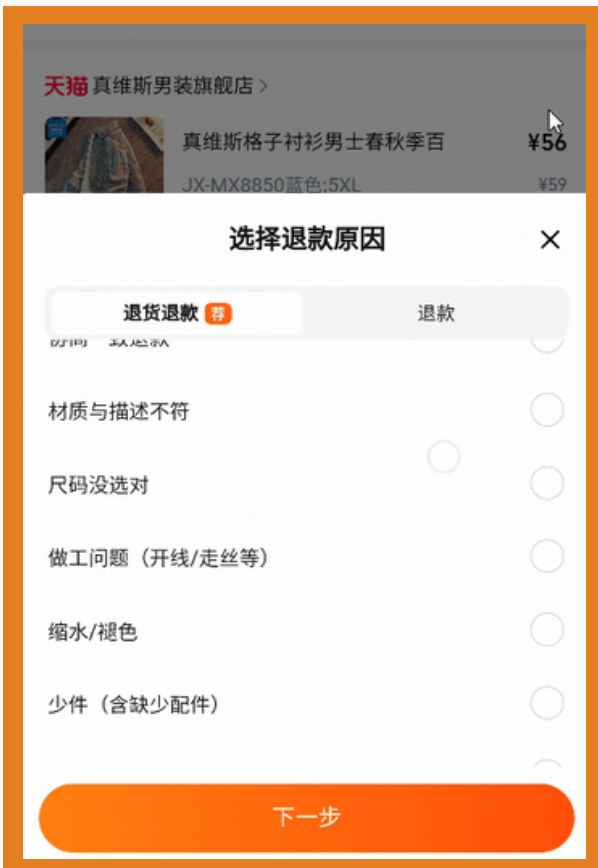 天猫 真维斯男装旗舰店 >
真维斯格子衬衫男士春秋季百 ¥56
JX-MX8850蓝色;5XL ¥59
选择退款原因
退货退款 荐 退款
材质与描述不符
尺码没选对
做工问题（开线/走丝等）
缩水/褪色
少件（含缺少配件）
下一步